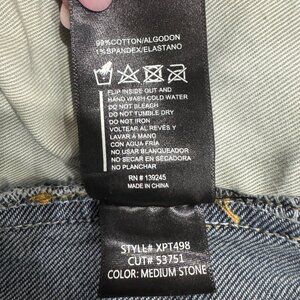 99%COTTON/ALGODON
1%SPANDEX/ELASTANO
FLIP INSIDE OUT AND
HAND WASH COLD WATER
DO NOT BLEACH
DO NOT TUMBLE DRY
DO NOT IRON
VOLTEAR AL REVÉS Y
LAVAR Á MANO
CON AQUA FRÍA
NO USAR BLANQUEADOR
NO SECAR EN SECADORA
NO PLANCHAR
RN # 139245
MADE IN CHINA
STYLE# XPT498
CUT# 53751
COLOR: MEDIUM STONE